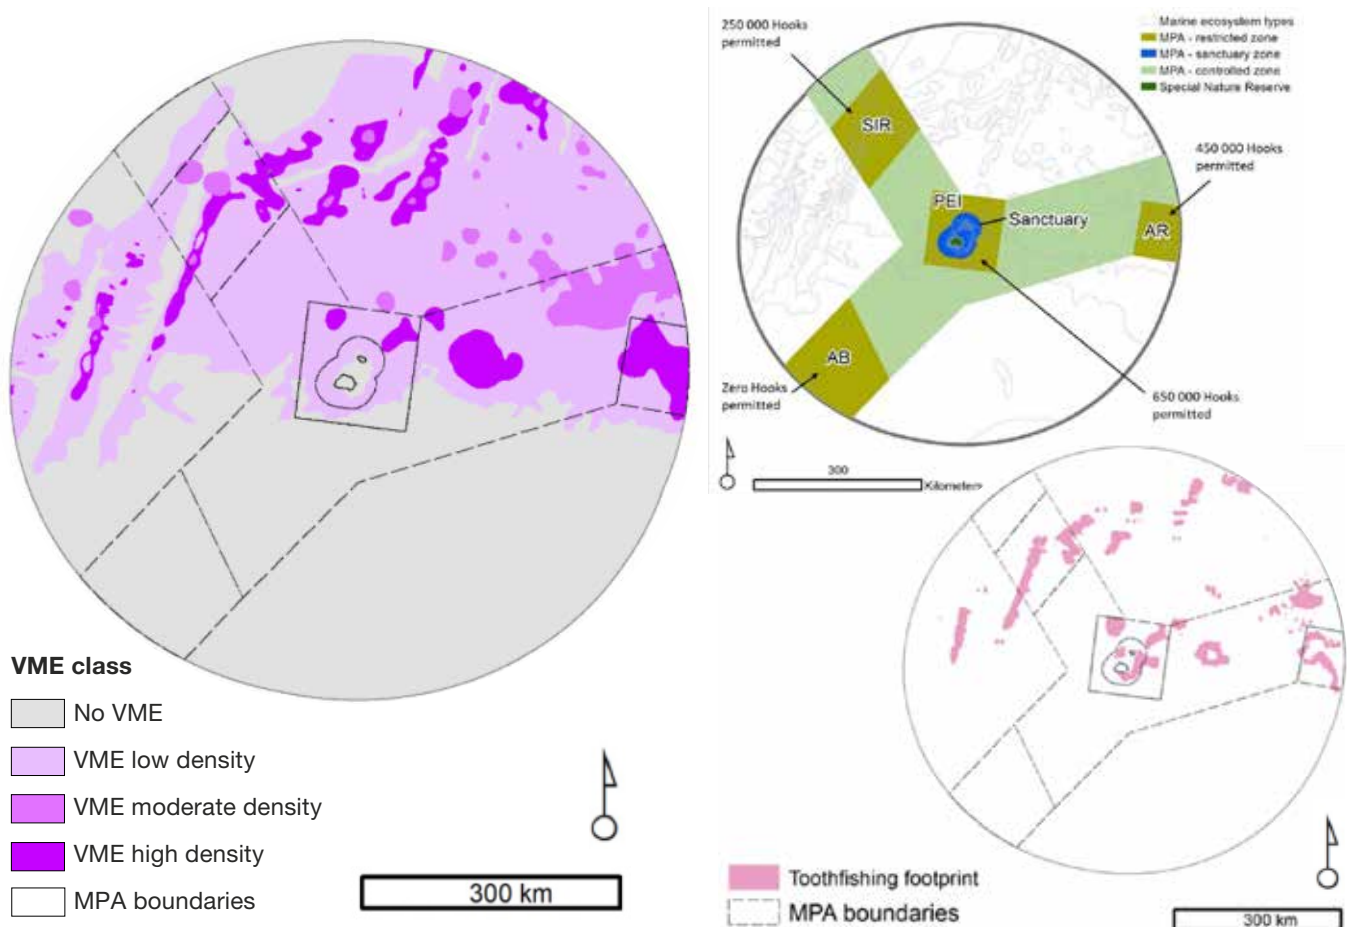 VME class
No VME
VME low density
VME moderate density
VME high density
MPA boundaries
300 km
250 000 Hooks
permitted
Marine ecosystem types
MPA - restricted zone
MPA - sanctuary zone
MPA - controlled zone
Special Nature Reserve
SIR
450 000 Hooks
permitted
PEI
Sanctuary
AR
AB
Zero Hooks
permitted
650 000 Hooks
permitted
300
Kilometers
Toothfishing footprint
MPA boundaries
300 km